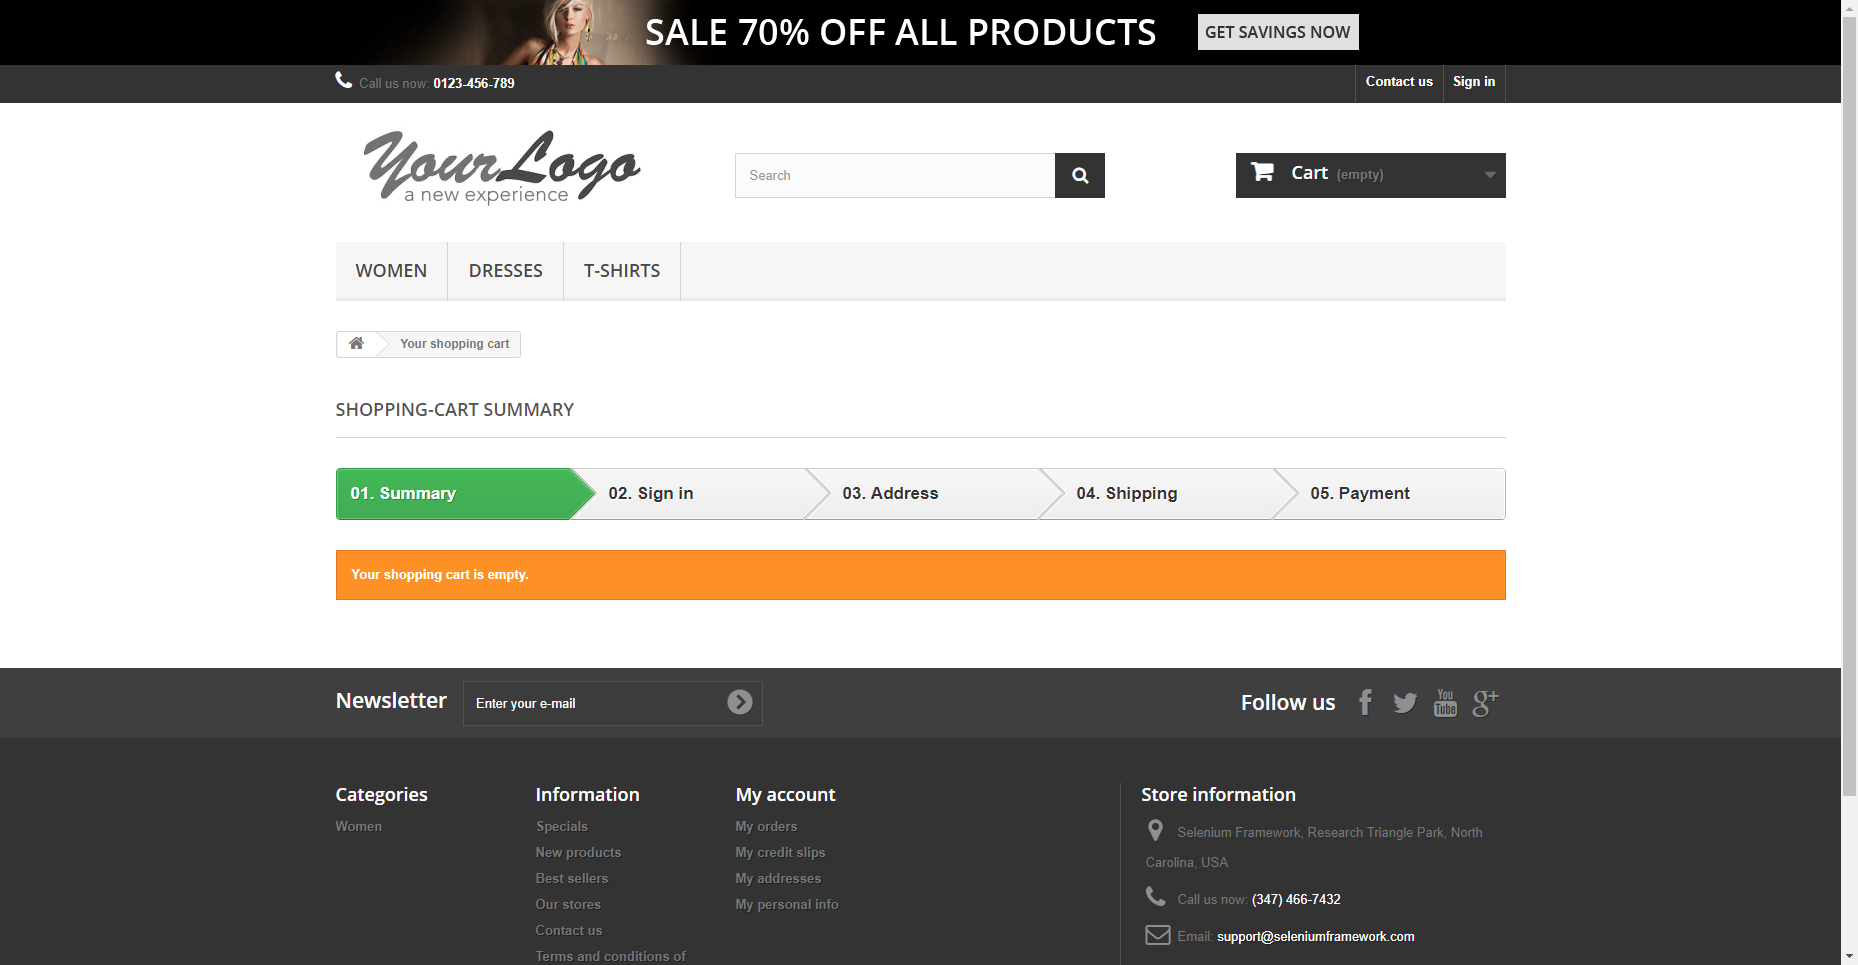 SALE 70% OFF ALL PRODUCTS GET SAVINGS NOW
Call us now: 0123-456-789 Contact us Sign in
YourLogo
a new experience
Search
Cart (empty)
WOMEN DRESSES T-SHIRTS
Your shopping cart
SHOPPING-CART SUMMARY
01. Summary 02. Sign in 03. Address 04. Shipping 05. Payment
Your shopping cart is empty.
Newsletter Enter your e-mail Follow us
You
Tube
g+
Categories
Women
Information
Specials
New products
Best sellers
Our stores
Contact us
Terms and conditions of
My account
My orders
My credit slips
My addresses
My personal info
Store information
Selenium Framework, Research Triangle Park, North
Carolina, USA
Call us now: (347) 466-7432
Email: support@seleniumframework.com